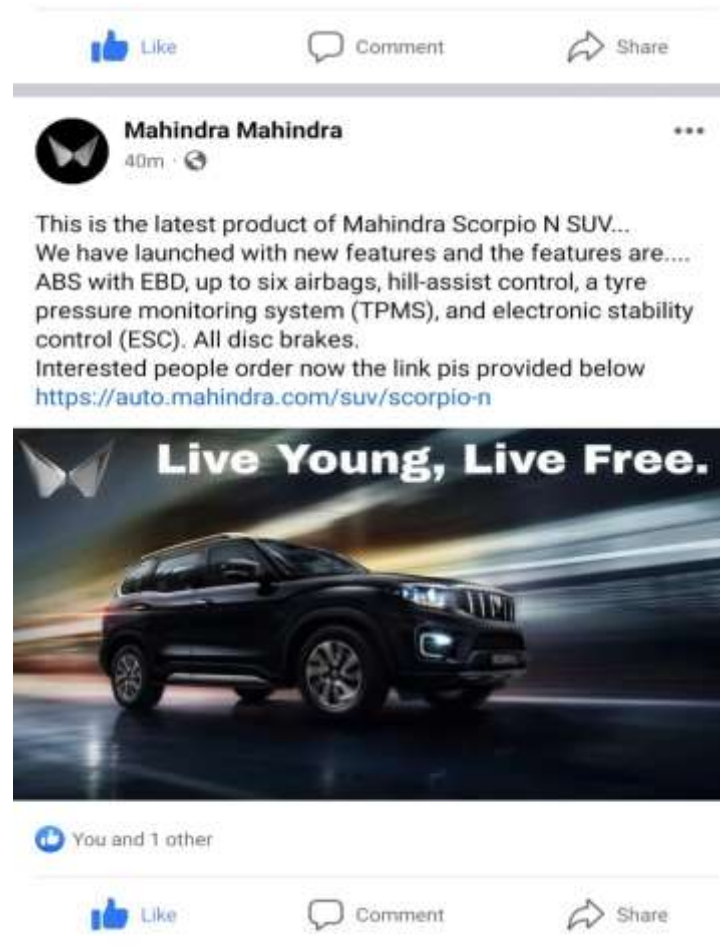 Like Comment Share
Mahindra Mahindra
40m ·
This is the latest product of Mahindra Scorpio N SUV...
We have launched with new features and the features are....
ABS with EBD, up to six airbags, hill-assist control, a tyre
pressure monitoring system (TPMS), and electronic stability
control (ESC). All disc brakes.
Interested people order now the link pis provided below
https://auto.mahindra.com/suv/scorpio-n
Live Young, Live Free.
You and 1 other
Like Comment Share